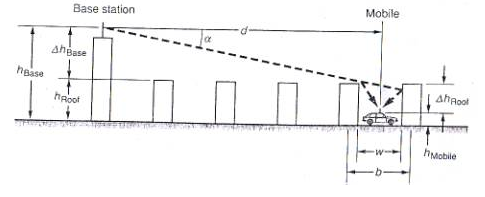 Base station
Mobile
d
α
ΔhBase
hBase
hRoof
ΔhRoof
hMobile
w
b